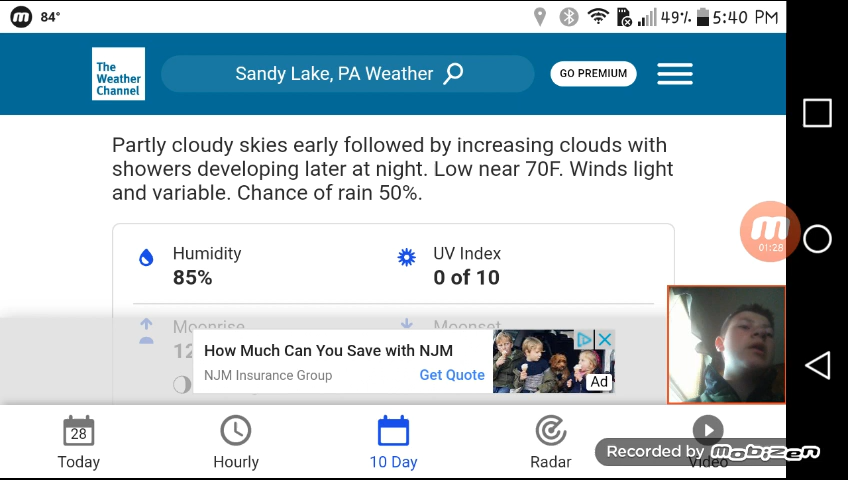 84° 49% 5:40 PM
The Weather Channel
Sandy Lake, PA Weather
GO PREMIUM
Partly cloudy skies early followed by increasing clouds with
showers developing later at night. Low near 70F. Winds light
and variable. Chance of rain 50%.
Humidity
85%
UV Index
0 of 10
01:28
Moonrise
Moonset
12
How Much Can You Save with NJM
NJM Insurance Group
Get Quote
Ad
28
Today
Hourly
10 Day
Radar
Video
Recorded by mobizen